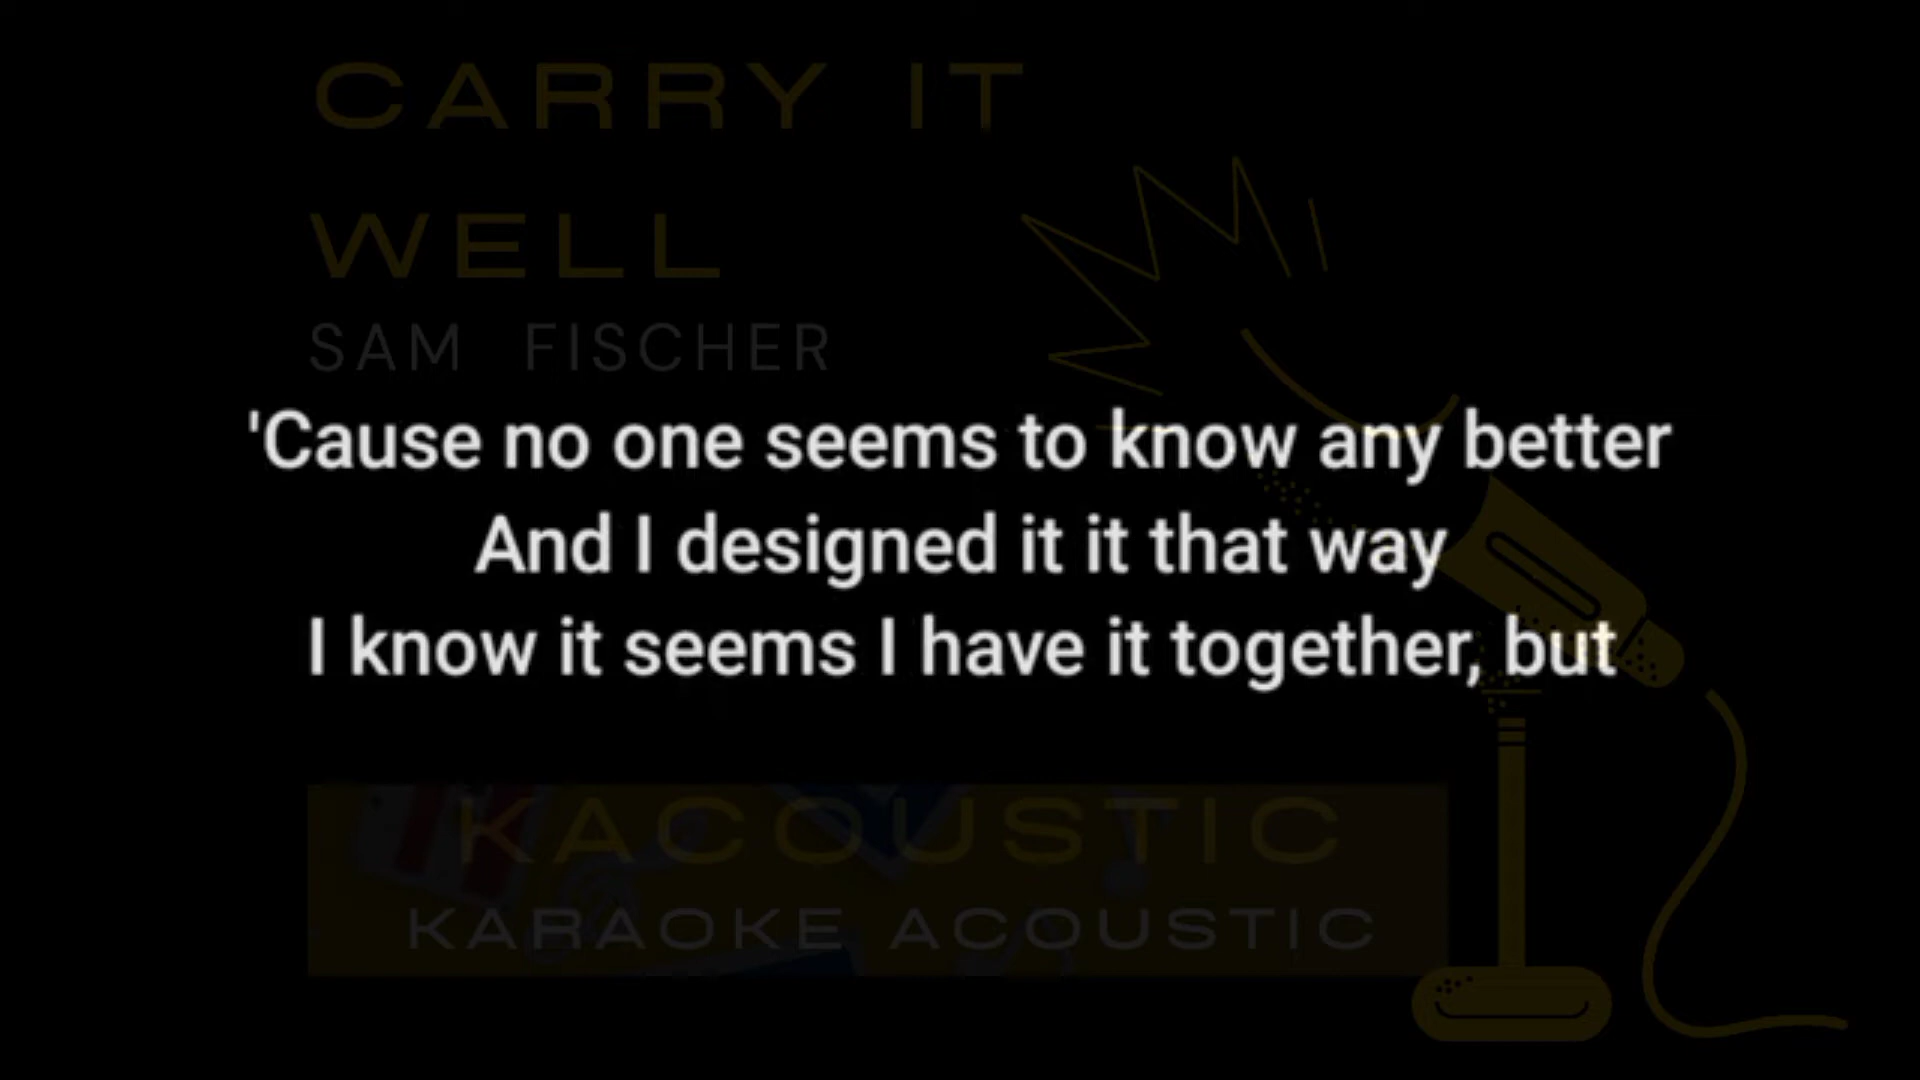 CARRY IT
WELL
SAM FISCHER
'Cause no one seems to know any better
And I designed it it that way
I know it seems I have it together, but
KACOUSTIC
KARAOKE ACOUSTIC